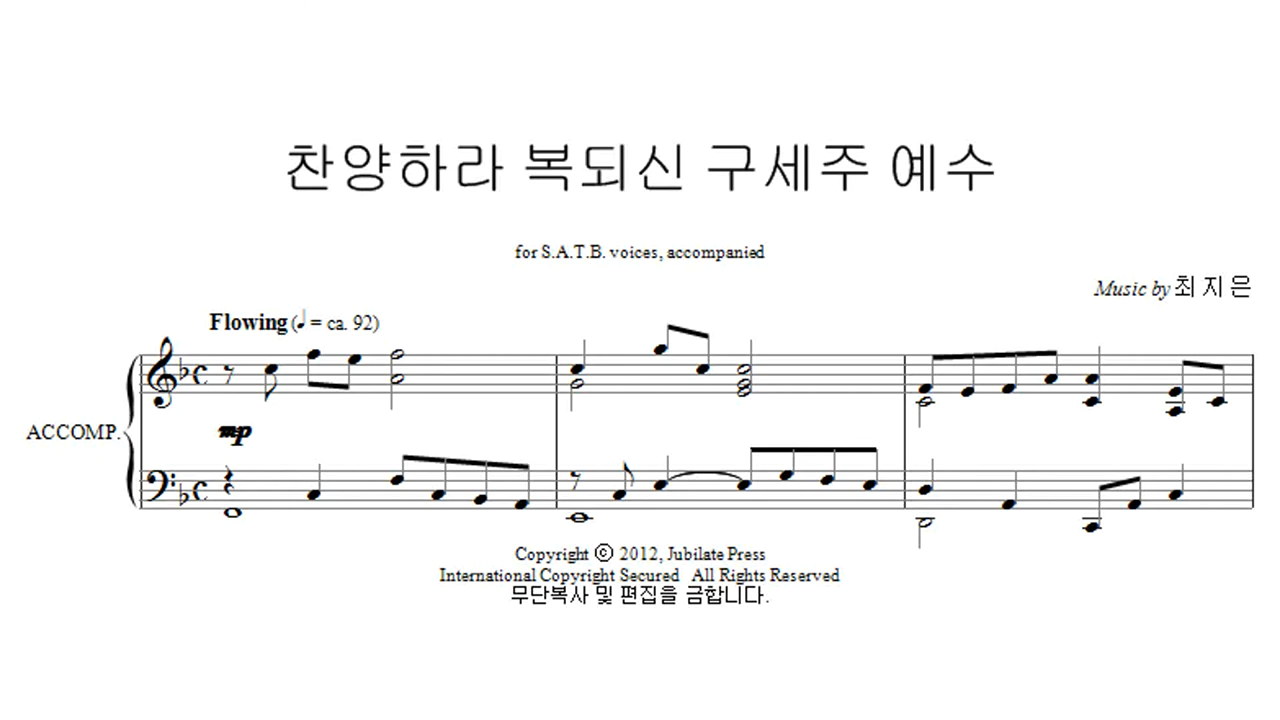 찬양하라 복되신 구세주 예수
for S.A.T.B. voices, accompanied
Music by 최 지 은
Flowing (♩ = ca. 92)
ACCOMP.
mp
Copyright © 2012, Jubilate Press
International Copyright Secured All Rights Reserved
무단복사 및 편집을 금합니다.